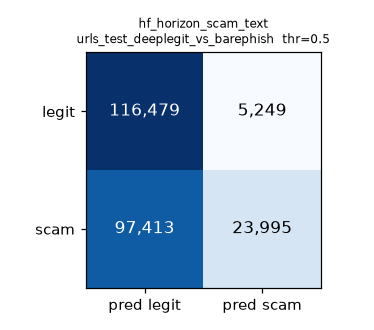 hf_horizon_scam_text
urls_test_deeplegit_vs_barephish  thr=0.5
legit 116,479 5,249
scam 97,413 23,995
pred legit pred scam